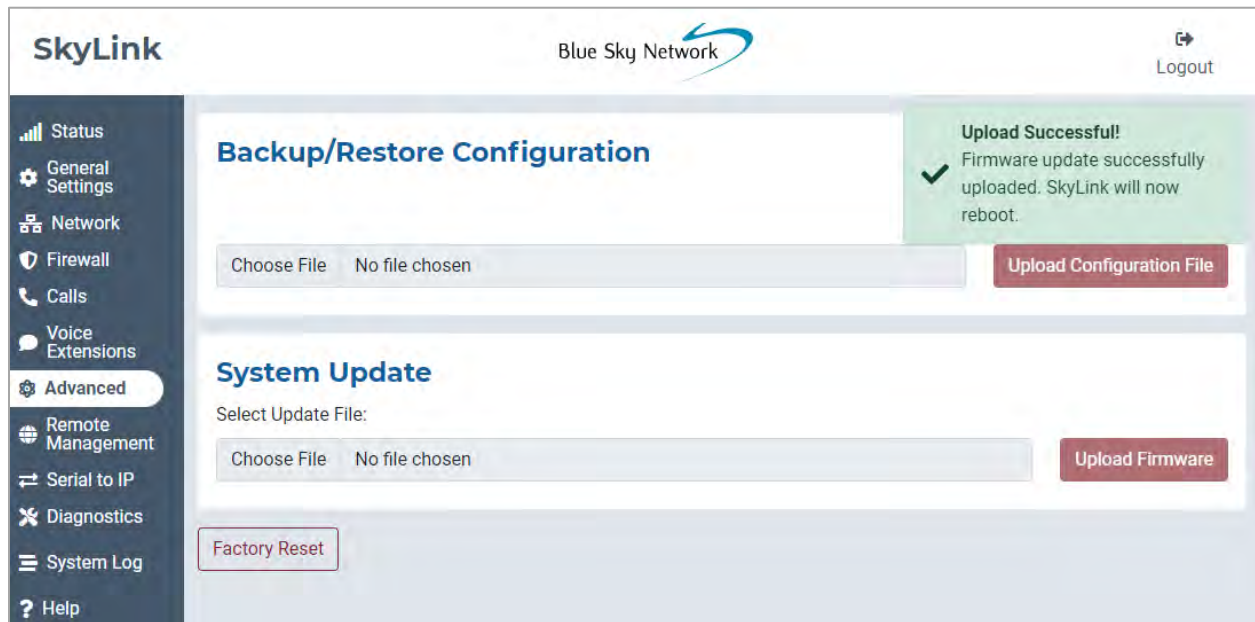 SkyLink
Blue Sky Network
Logout
Status
General
Settings
Network
Firewall
Calls
Voice
Extensions
Advanced
Remote
Management
Serial to IP
Diagnostics
System Log
Help
Backup/Restore Configuration
Upload Successful!
Firmware update successfully
uploaded. SkyLink will now
reboot.
Choose File No file chosen
Upload Configuration File
System Update
Select Update File:
Choose File No file chosen
Upload Firmware
Factory Reset